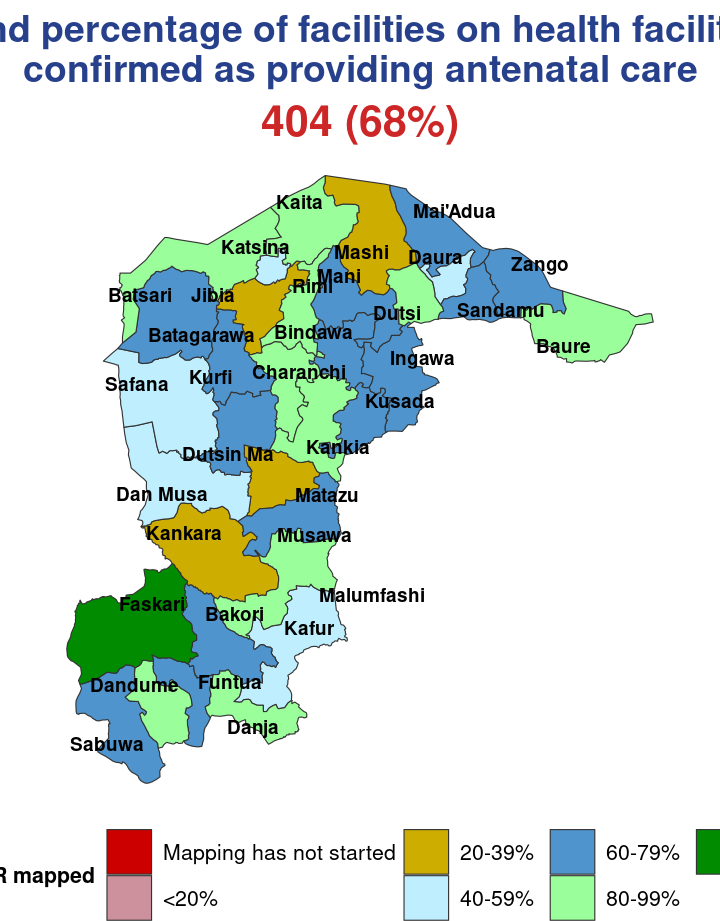 nd percentage of facilities on health facilit
confirmed as providing antenatal care
404 (68%)
Kaita
Mai'Adua
Katsina
Mashi
Daura
Zango
Mani
Rimi
Batsari
Jibia
Dutsi
Sandamu
Batagarawa
Bindawa
Baure
Ingawa
Charanchi
Kurfi
Safana
Kusada
Kankia
Dutsin Ma
Dan Musa
Matazu
Kankara
Musawa
Malumfashi
Faskari
Bakori
Kafur
Dandume
Funtua
Danja
Sabuwa
Mapping has not started
20-39%
60-79%
R mapped
<20%
40-59%
80-99%